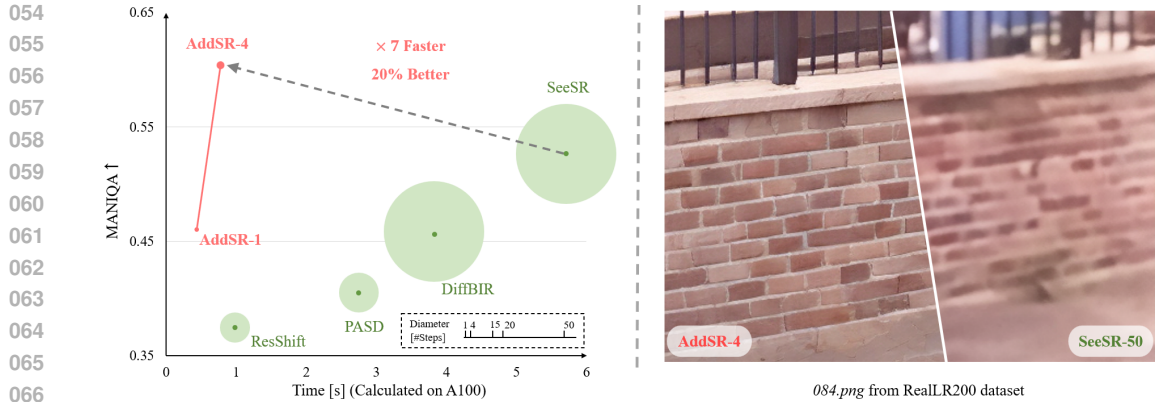 054
055
056
057
058
059
060
061
062
063
064
065
066
0.65
0.55
0.45
0.35
MANIQA ↑
0 1 2 3 4 5 6
Time [s] (Calculated on A100)
AddSR-4
× 7 Faster
20% Better
SeeSR
AddSR-1
DiffBIR
PASD
ResShift
Diameter 1 4 15 20 50
[#Steps]
AddSR-4
SeeSR-50
084.png from RealLR200 dataset